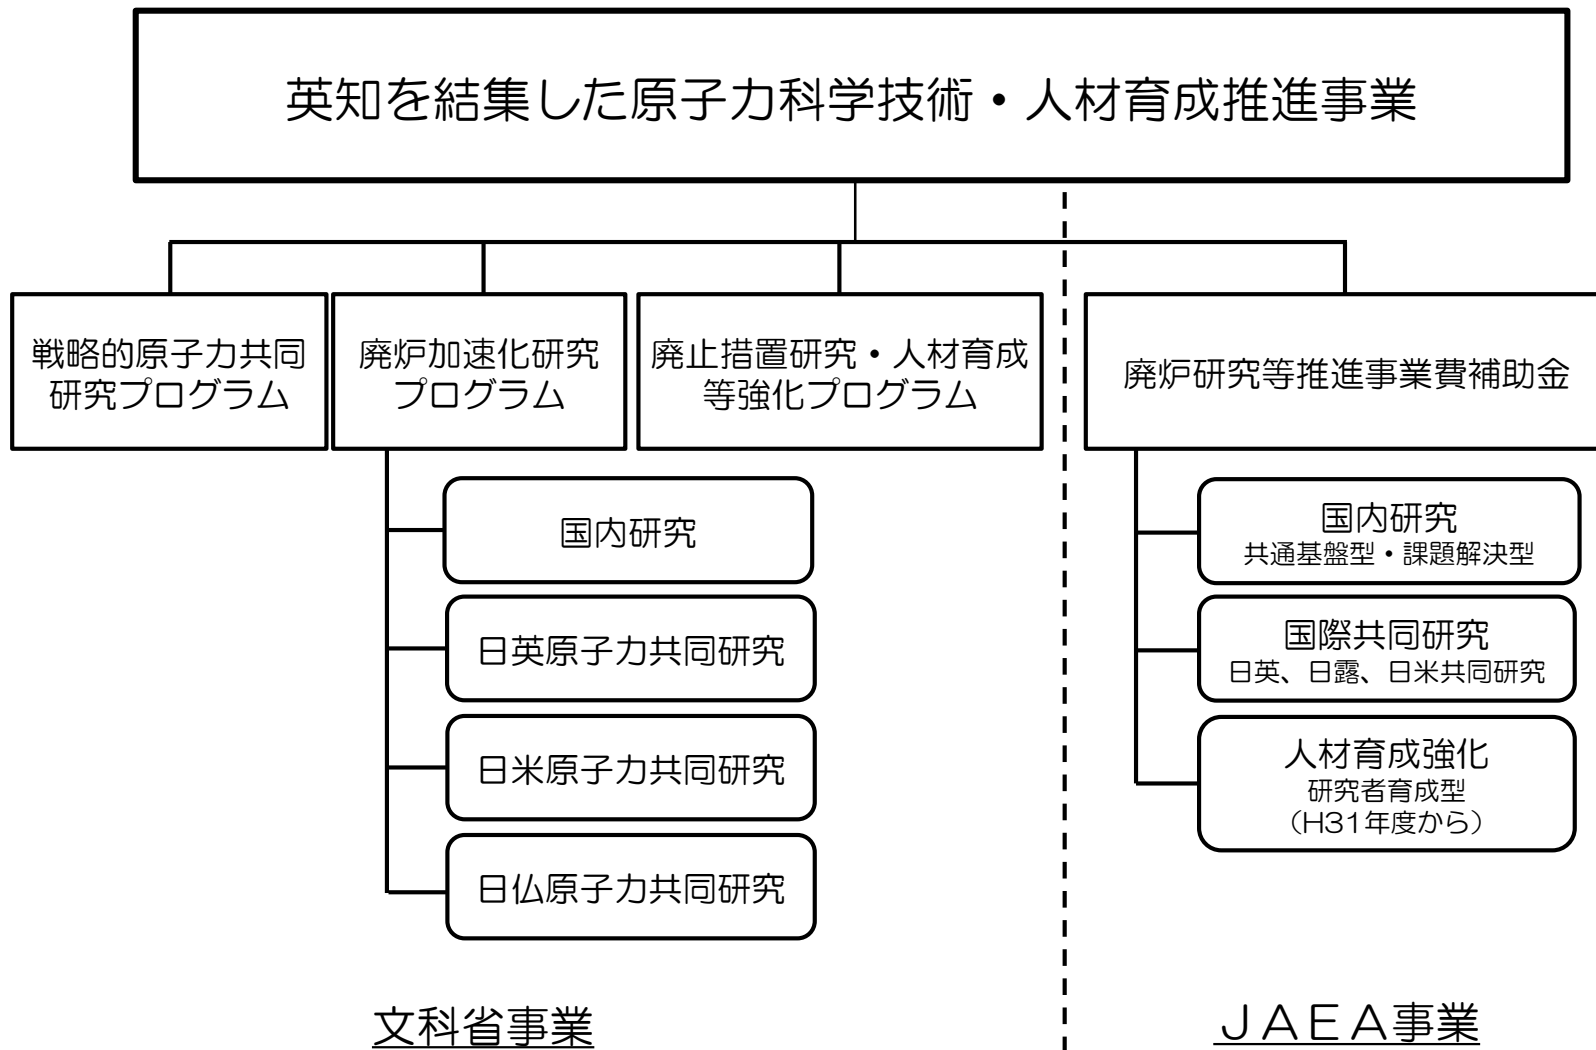 英知を結集した原子力科学技術・人材育成推進事業
戦略的原子力共同
研究プログラム
廃炉加速化研究
プログラム
廃止措置研究・人材育成
等強化プログラム
廃炉研究等推進事業費補助金
国内研究
日英原子力共同研究
日米原子力共同研究
日仏原子力共同研究
国内研究
共通基盤型・課題解決型
国際共同研究
日英、日露、日米共同研究
人材育成強化
研究者育成型
（H31年度から）
文科省事業
ＪＡＥＡ事業